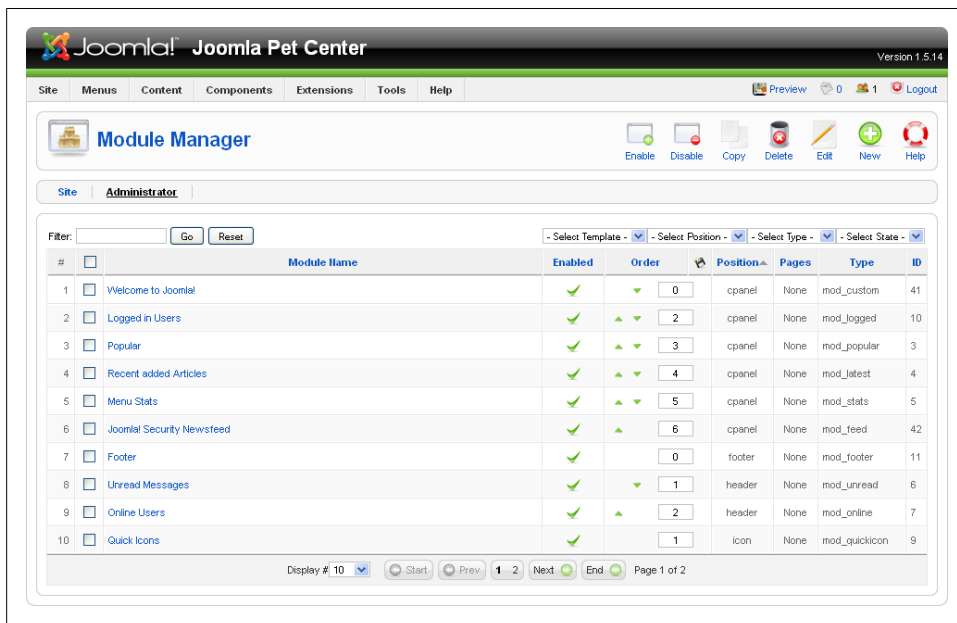 Joomla! Joomla Pet Center
Version 1.5.14
Site Menus Content Components Extensions Tools Help Preview 0 1 Logout
Module Manager
Enable Disable Copy Delete Edit New Help
Site Administrator
Filter: Go Reset - Select Template - - Select Position - - Select Type - - Select State -
# Module Name Enabled Order Position Pages Type ID
1 Welcome to Joomla! 0 cpanel None mod_custom 41
2 Logged in Users 2 cpanel None mod_logged 10
3 Popular 3 cpanel None mod_popular 3
4 Recent added Articles 4 cpanel None mod_latest 4
5 Menu Stats 5 cpanel None mod_stats 5
6 Joomla! Security Newsfeed 6 cpanel None mod_feed 42
7 Footer 0 footer None mod_footer 11
8 Unread Messages 1 header None mod_unread 6
9 Online Users 2 header None mod_online 7
10 Quick Icons 1 icon None mod_quickicon 9
Display # 10 Start Prev 1 2 Next End Page 1 of 2